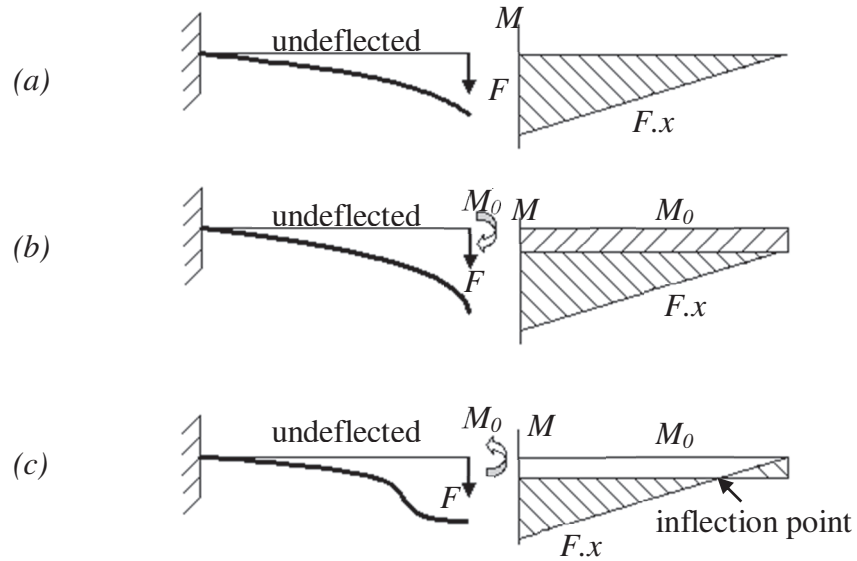 (a)
undeflected
F
M
F.x
(b)
undeflected
M0
F
M
M0
F.x
(c)
undeflected
M0
F
M
M0
inflection point
F.x